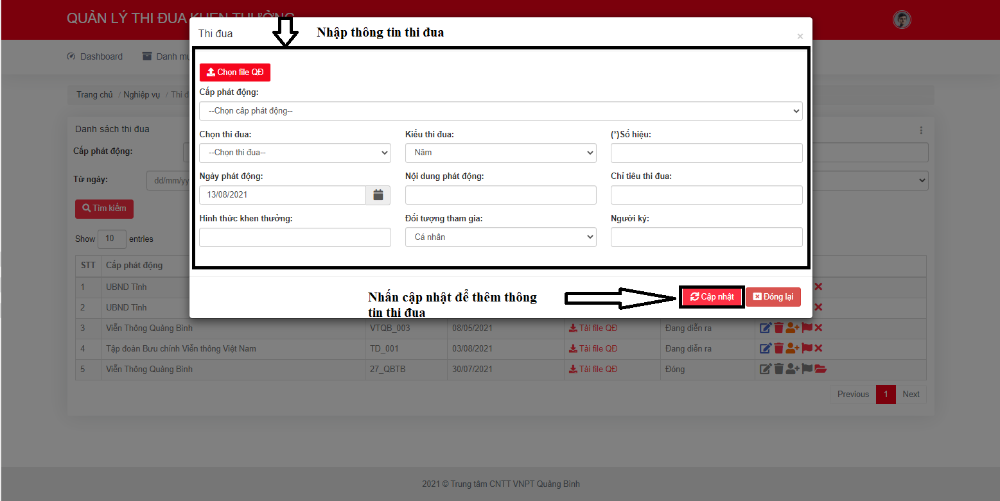 QUẢN LÝ THI ĐUA KHEN THƯỞNG
Thi đua
Nhập thông tin thi đua
×
Dashboard
Danh mụ
Chọn file QĐ
Cấp phát động:
--Chọn cấp phát động--
Trang chủ / Nghiệp vụ / Thi đ
Chọn thi đua: Kiểu thi đua: (*)Số hiệu:
--Chọn thi đua-- Năm
Ngày phát động: Nội dung phát động: Chỉ tiêu thi đua:
13/08/2021
Hình thức khen thưởng: Đối tượng tham gia: Người ký:
Cá nhân
Danh sách thi đua
Cấp phát động:
Từ ngày: dd/mm/yy
Tìm kiếm
Show 10 entries
Nhấn cập nhật để thêm thông
tin thi đua
Cập nhật Đóng lại
STT Cấp phát động
1 UBND Tỉnh
2 UBND Tỉnh
3 Viễn Thông Quảng Bình VTQB_003 08/05/2021 Tải file QĐ Đang diễn ra
4 Tập đoàn Bưu chính Viễn thông Việt Nam TD_001 03/08/2021 Tải file QĐ Đang diễn ra
5 Viễn Thông Quảng Bình 27_QBTB 30/07/2021 Tải file QĐ Đóng
Previous 1 Next
2021 © Trung tâm CNTT VNPT Quảng Bình